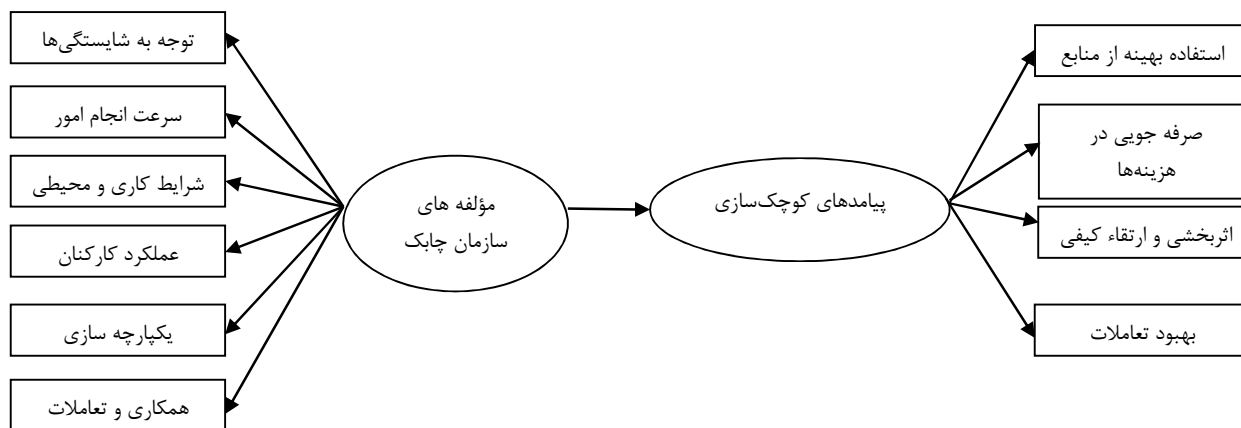 توجه به شایستگی‌ها
سرعت انجام امور
شرایط کاری و محیطی
عملکرد کارکنان
یکپارچه سازی
همکاری و تعاملات
مؤلفه های
سازمان چابک
پیامدهای کوچک‌سازی
استفاده بهینه از منابع
صرفه جویی در
هزینه‌ها
اثربخشی و ارتقاء کیفی
بهبود تعاملات